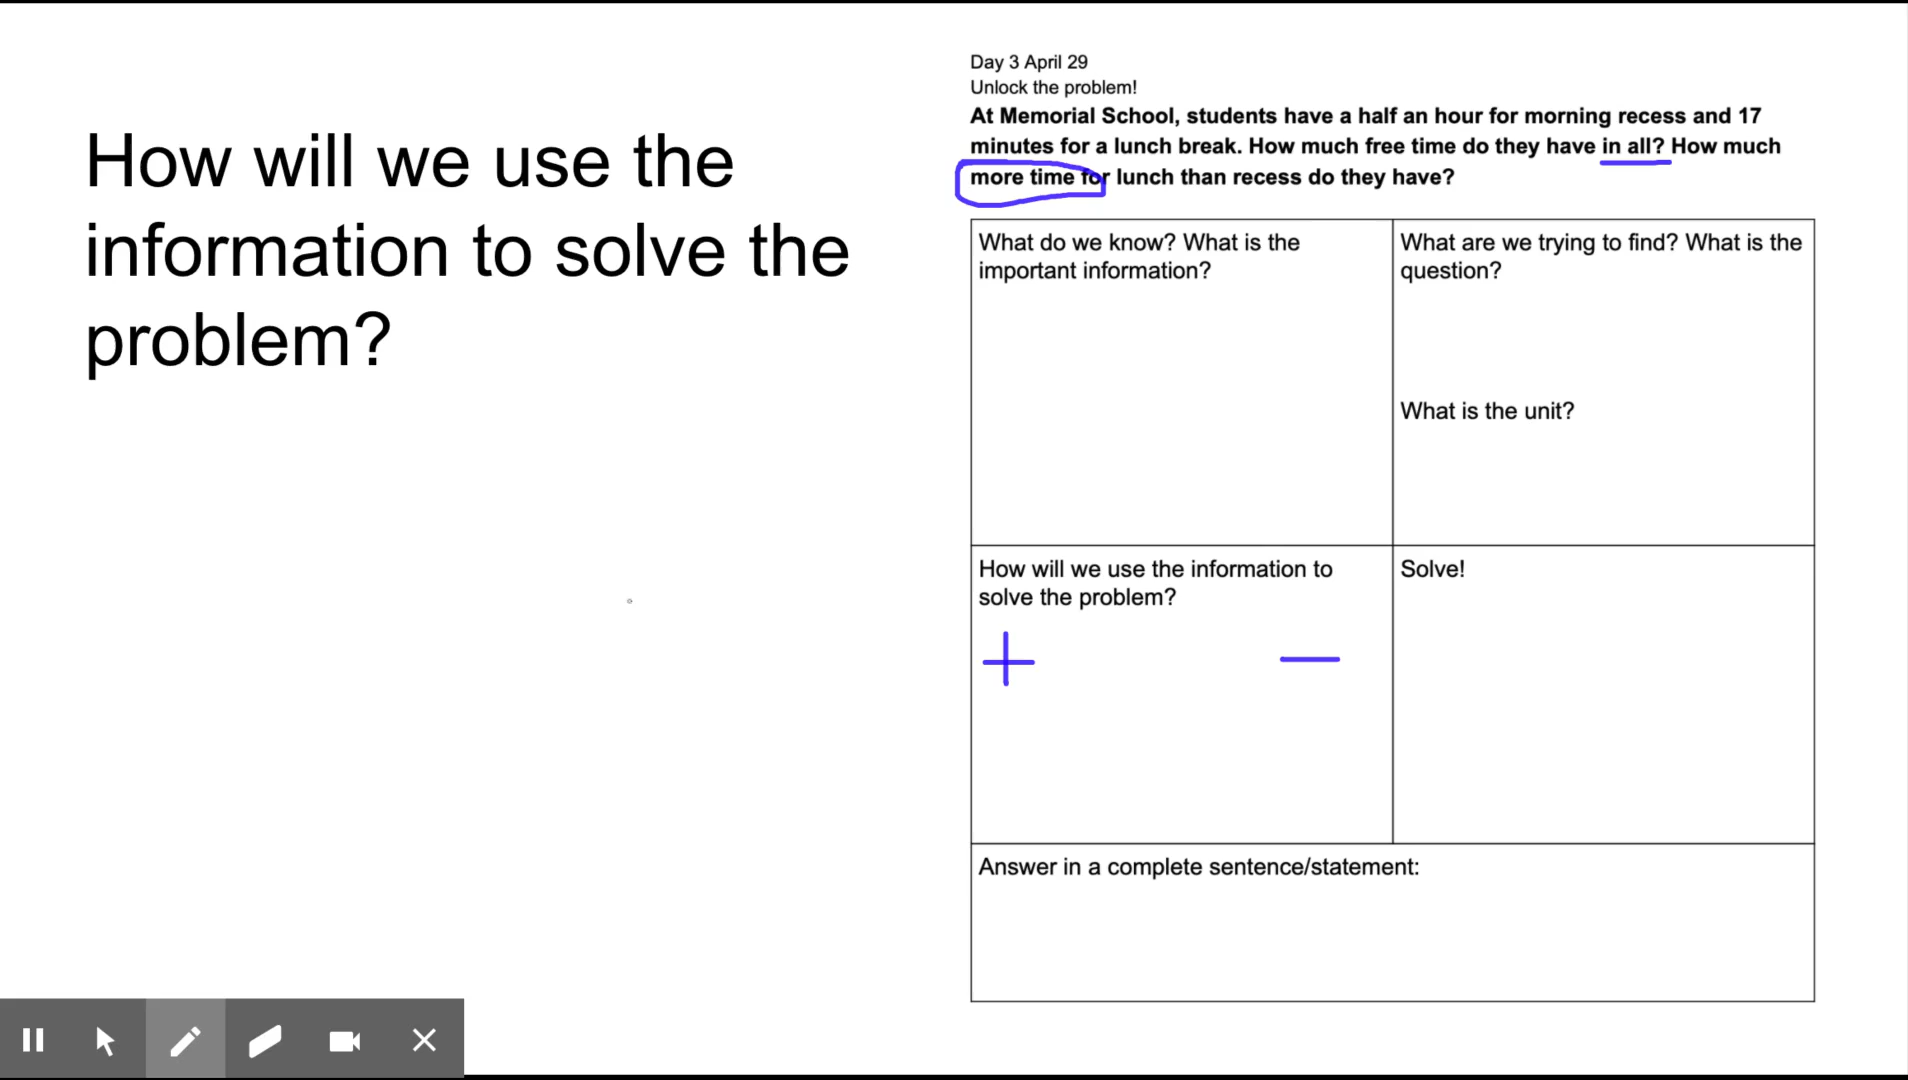 How will we use the
information to solve the
problem?
Day 3 April 29
Unlock the problem!
At Memorial School, students have a half an hour for morning recess and 17
minutes for a lunch break. How much free time do they have in all? How much
more time for lunch than recess do they have?
What do we know? What is the
important information?
What are we trying to find? What is the
question?
What is the unit?
How will we use the information to
solve the problem?
+ —
Solve!
Answer in a complete sentence/statement: